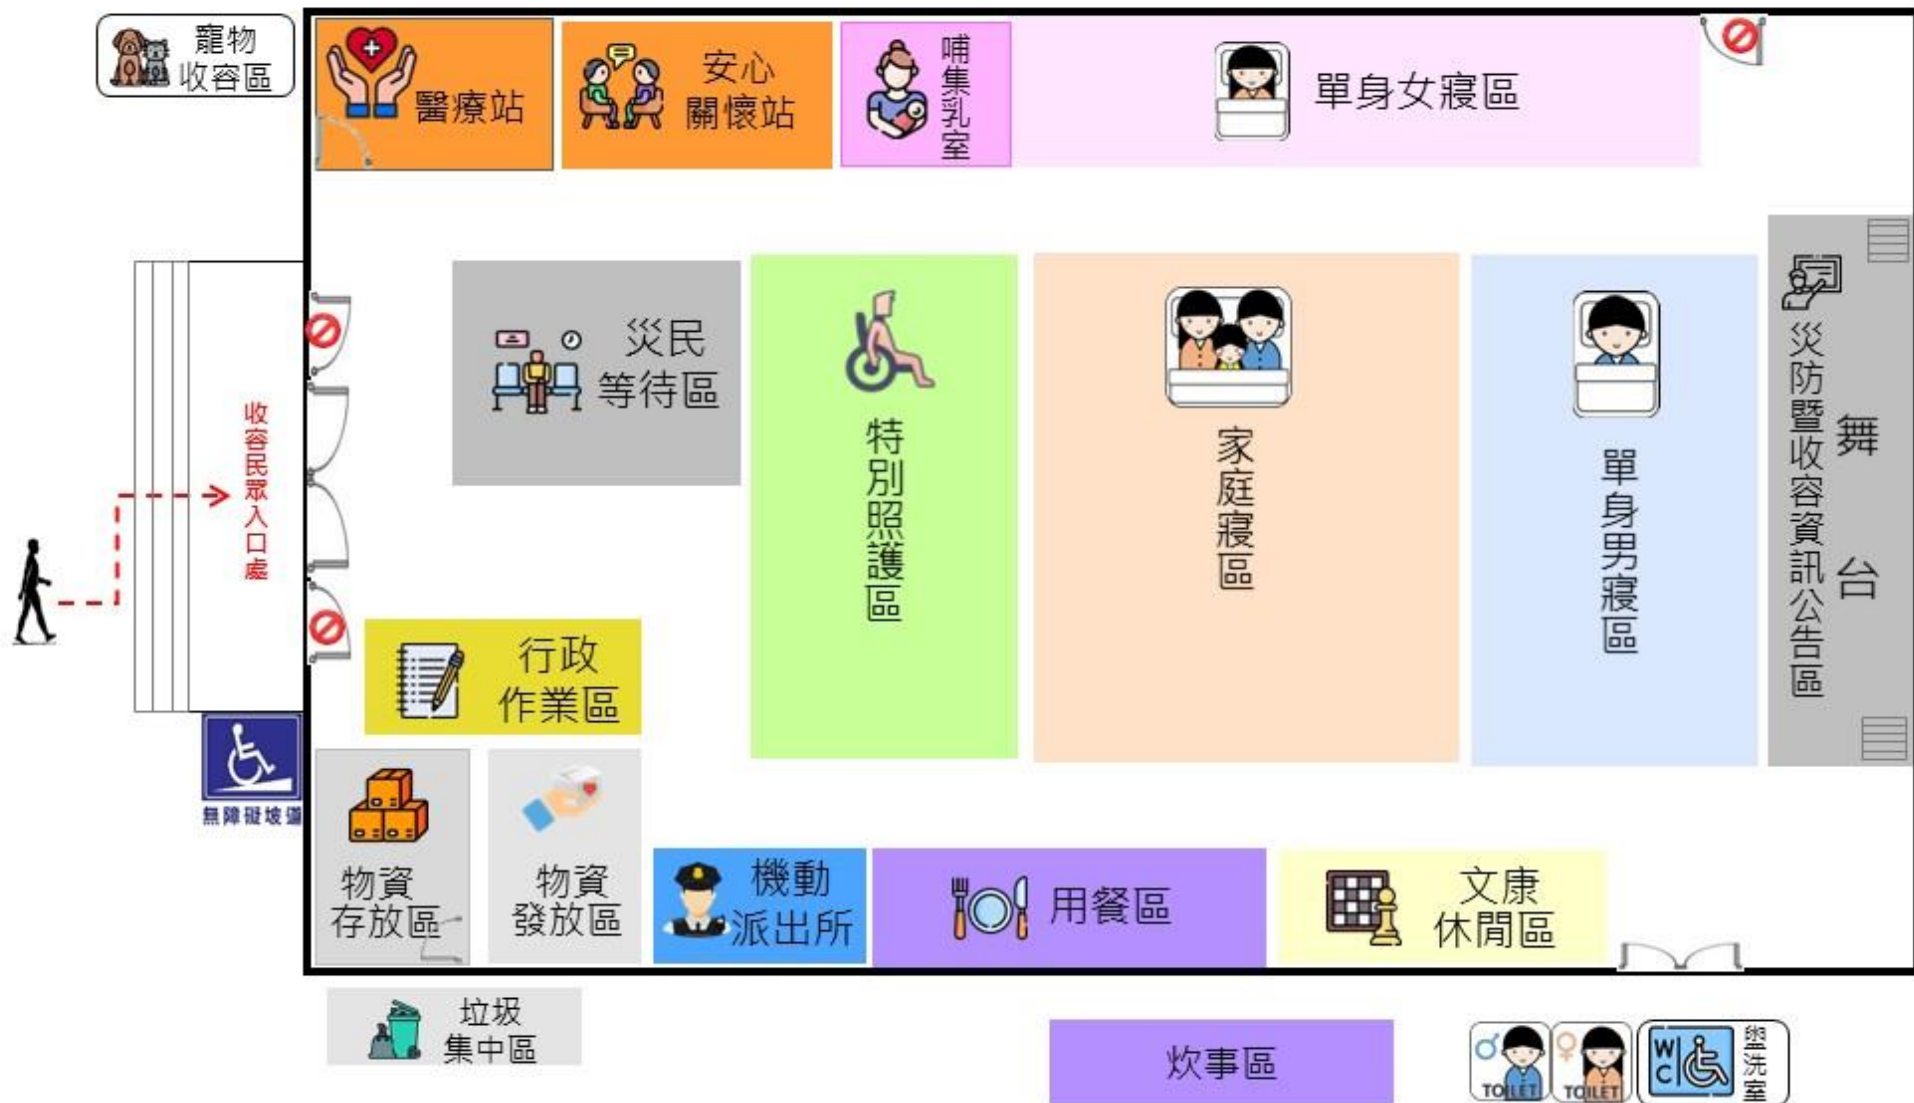 寵物
收容區
醫療站
安心
關懷站
哺集乳室
單身女寢區
災民
等待區
特別照護區
家庭寢區
單身男寢區
災防暨收容資訊公告區
舞台
收容民眾入口處
行政
作業區
無障礙坡道
物資
存放區
物資
發放區
機動
派出所
用餐區
文康
休閒區
垃圾
集中區
炊事區
TOILET
TOILET
WC
盥洗室